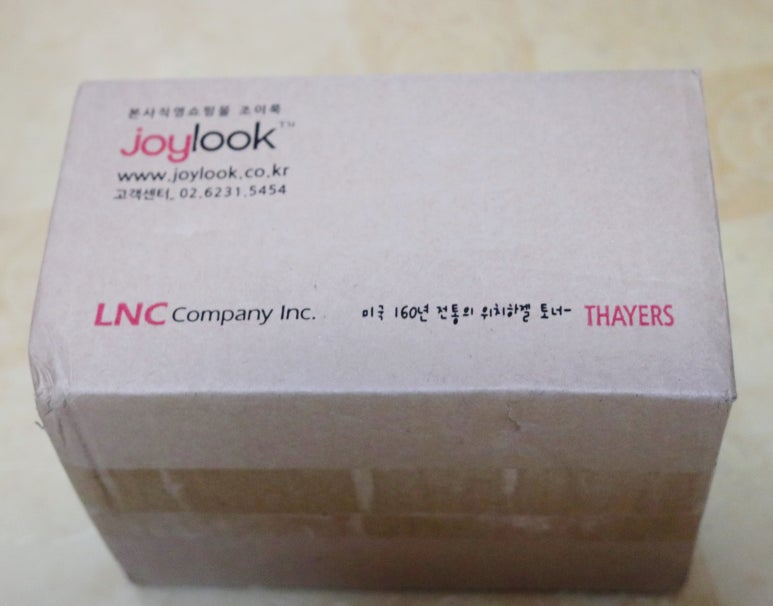 본사직영쇼핑몰 조이룩
joylook™
www.joylook.co.kr
고객센터. 02.6231.5454
LNC Company Inc. 미국 160년 전통의 위치하젤 토너- THAYERS